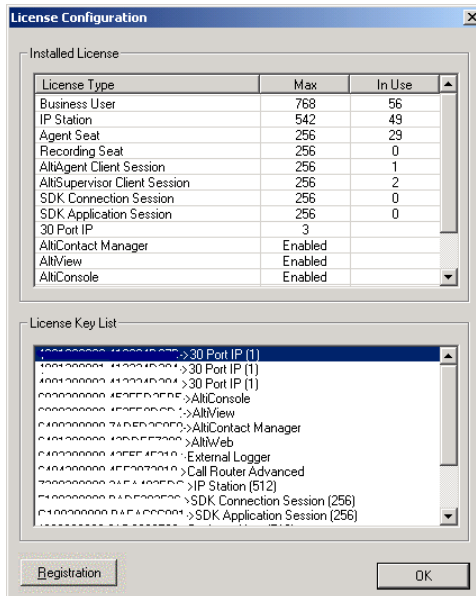 License Configuration
Installed License
License Type Max In Use
Business User 768 56
IP Station 542 49
Agent Seat 256 29
Recording Seat 256 0
AltiAgent Client Session 256 1
AltiSupervisor Client Session 256 2
SDK Connection Session 256 0
SDK Application Session 256 0
30 Port IP 3
AltiContact Manager Enabled
AltiView Enabled
AltiConsole Enabled
License Key List
->30 Port IP (1)
->30 Port IP (1)
->30 Port IP (1)
->AltiConsole
->AltiView
->AltiContact Manager
->AltiWeb
External Logger
>Call Router Advanced
>IP Station (512)
>SDK Connection Session (256)
>SDK Application Session (256)
Registration
OK